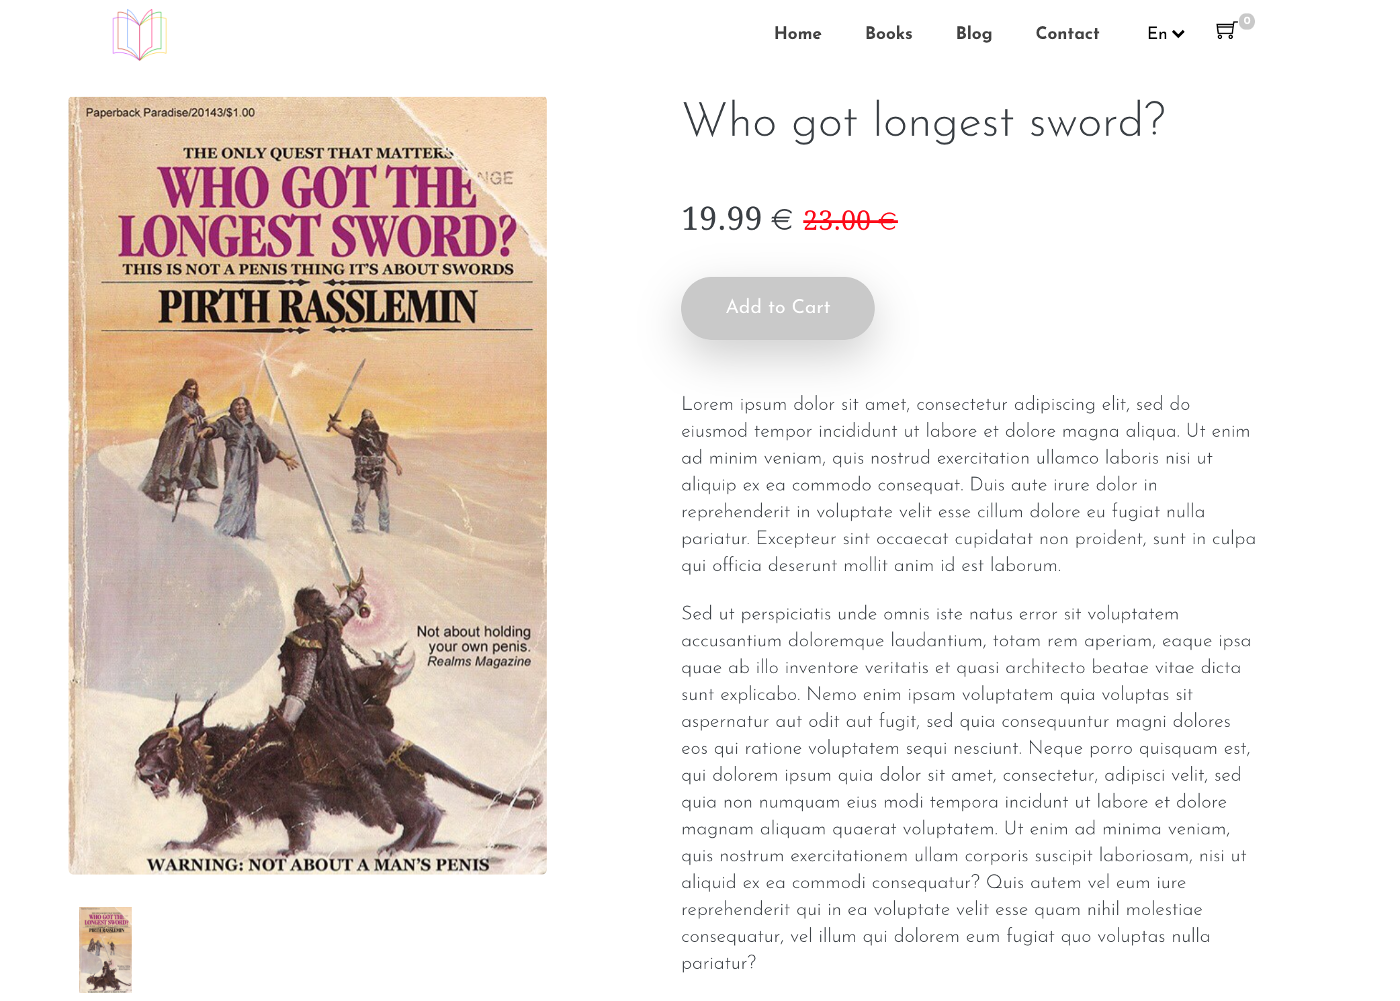 Home Books Blog Contact En 0
Paperback Paradise/20143/$1.00
THE ONLY QUEST THAT MATTERS
NGE
WHO GOT THE
LONGEST SWORD?
THIS IS NOT A PENIS THING IT'S ABOUT SWORDS
PIRTH RASSLEMIN
Not about holding
your own penis.
Realms Magazine
WARNING: NOT ABOUT A MAN'S PENIS
WHO GOT THE
LONGEST SWORD?
PIRTH RASSLEMIN
Who got longest sword?
19.99 € 23.00 €
Add to Cart
Lorem ipsum dolor sit amet, consectetur adipiscing elit, sed do
eiusmod tempor incididunt ut labore et dolore magna aliqua. Ut enim
ad minim veniam, quis nostrud exercitation ullamco laboris nisi ut
aliquip ex ea commodo consequat. Duis aute irure dolor in
reprehenderit in voluptate velit esse cillum dolore eu fugiat nulla
pariatur. Excepteur sint occaecat cupidatat non proident, sunt in culpa
qui officia deserunt mollit anim id est laborum.
Sed ut perspiciatis unde omnis iste natus error sit voluptatem
accusantium doloremque laudantium, totam rem aperiam, eaque ipsa
quae ab illo inventore veritatis et quasi architecto beatae vitae dicta
sunt explicabo. Nemo enim ipsam voluptatem quia voluptas sit
aspernatur aut odit aut fugit, sed quia consequuntur magni dolores
eos qui ratione voluptatem sequi nesciunt. Neque porro quisquam est,
qui dolorem ipsum quia dolor sit amet, consectetur, adipisci velit, sed
quia non numquam eius modi tempora incidunt ut labore et dolore
magnam aliquam quaerat voluptatem. Ut enim ad minima veniam,
quis nostrum exercitationem ullam corporis suscipit laboriosam, nisi ut
aliquid ex ea commodi consequatur? Quis autem vel eum iure
reprehenderit qui in ea voluptate velit esse quam nihil molestiae
consequatur, vel illum qui dolorem eum fugiat quo voluptas nulla
pariatur?